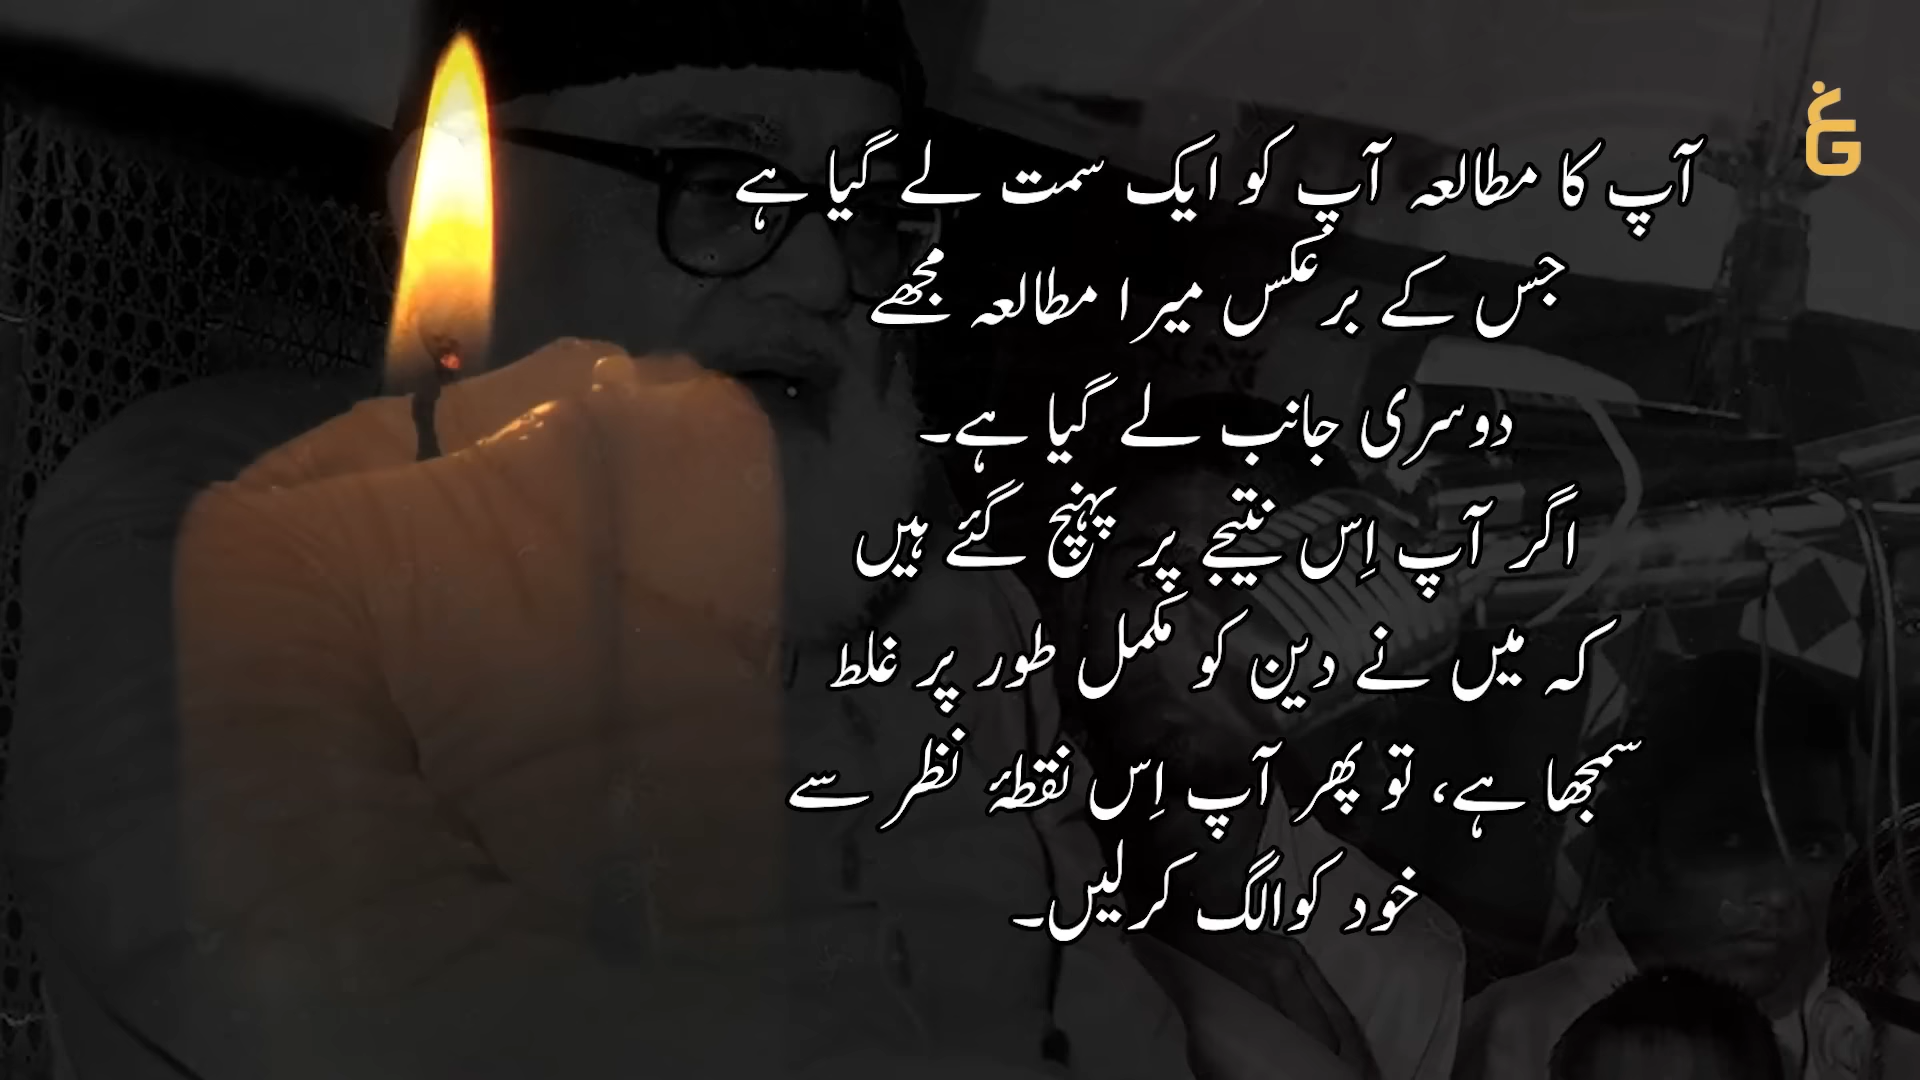 آپ کا مطالعہ آپ کو ایک سمت لے گیا ہے
جس کے برعکس میرا مطالعہ مجھے
دوسری جانب لے گیا ہے۔
اگر آپ اِس نتیجے پر پہنچ گئے ہیں
کہ میں نے دین کو مکمل طور پر غلط
سمجھا ہے، تو پھر آپ اِس نقطۂ نظر سے
خود کوالگ کرلیں۔